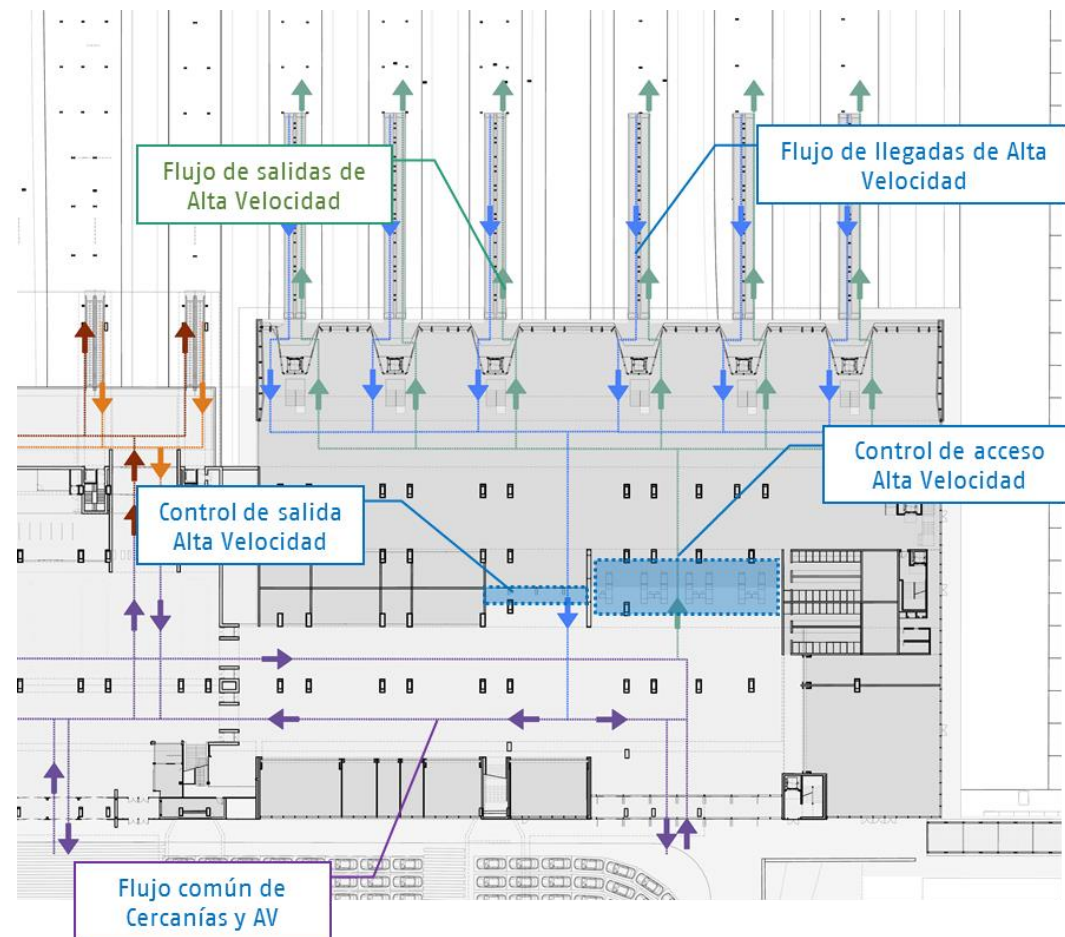 Flujo de salidas de
Alta Velocidad
Flujo de llegadas de Alta
Velocidad
Control de acceso
Alta Velocidad
Control de salida
Alta Velocidad
Flujo común de
Cercanías y AV